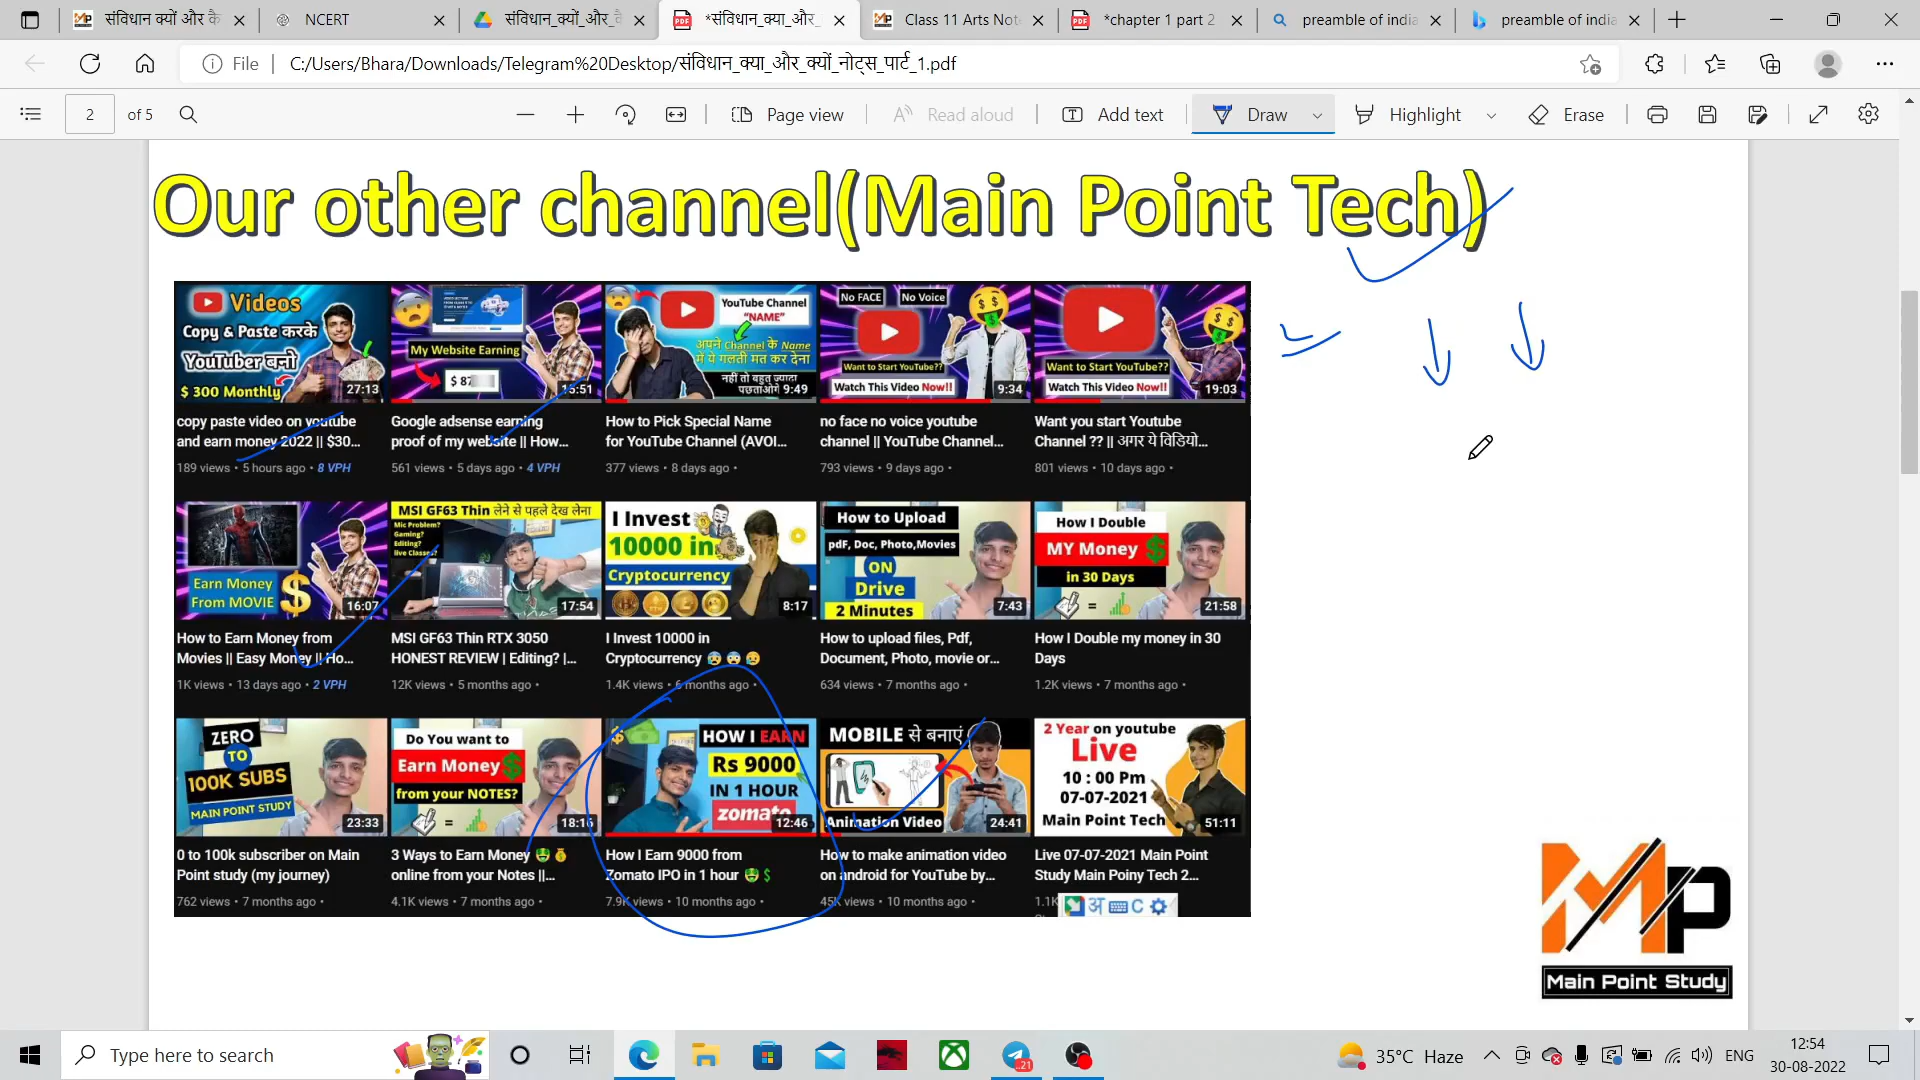 संविधान क्यों और कै
NCERT
संविधान_क्यों_और_कै
*संविधान_क्या_और_
Class 11 Arts Not
*chapter 1 part 2
preamble of india
preamble of india
File
C:/Users/Bhara/Downloads/Telegram%20Desktop/संविधान_क्या_और_क्यों_नोट्स_पार्ट_1.pdf
2 of 5
Page view
Read aloud
Add text
Draw
Highlight
Erase
Our other channel(Main Point Tech)
Videos
Copy & Paste करके
YouTuber बनो
$ 300 Monthly
27:13
My Website Earning
$ 87
YouTube Channel
"NAME"
अपने Channel के Name
में ये गलती मत कर देना
नहीं तो बहुत ज्यादा
पछताओगे
9:49
No FACE
No Voice
Want to Start YouTube??
Watch This Video Now!!
9:34
Want to Start YouTube??
Watch This Video Now!!
19:03
copy paste video on youtube
and earn money 2022 || $30...
189 views • 5 hours ago • 8 VPH
Google adsense earning
proof of my website || How...
561 views • 5 days ago • 4 VPH
How to Pick Special Name
for YouTube Channel (AVOI...
377 views • 8 days ago •
no face no voice youtube
channel || YouTube Channel...
793 views • 9 days ago •
Want you start Youtube
Channel ?? || अगर ये विडियो...
801 views • 10 days ago •
Earn Money
From MOVIE
16:07
MSI GF63 Thin लेने से पहले देख लेना
Mic Problem?
Gaming?
Editing?
live Classes?
17:54
I Invest
10000 in
Cryptocurrency
8:17
How to Upload
pdF, Doc, Photo,Movies
ON
Drive
2 Minutes
7:43
How I Double
MY Money
in 30 Days
21:58
How to Earn Money from
Movies || Easy Money || Ho...
1K views • 13 days ago • 2 VPH
MSI GF63 Thin RTX 3050
HONEST REVIEW | Editing? |...
12K views • 5 months ago •
I Invest 10000 in
Cryptocurrency 😰😨😥
1.4K views • 6 months ago •
How to upload files, Pdf,
Document, Photo, movie or...
634 views • 7 months ago •
How I Double my money in 30
Days
1.2K views • 7 months ago •
ZERO
TO
100K SUBS
MAIN POINT STUDY
23:33
Do You want to
Earn Money
from your NOTES?
18:16
HOW I EARN
Rs 9000
IN 1 HOUR
zomato
12:46
MOBILE से बनाएं
Animation Video
24:41
2 Year on youtube
Live
10 : 00 Pm
07-07-2021
Main Point Tech
51:11
0 to 100k subscriber on Main
Point study (my journey)
762 views • 7 months ago •
3 Ways to Earn Money 🤑💰
online from your Notes ||...
4.1K views • 7 months ago •
How I Earn 9000 from
Zomato IPO in 1 hour 🤑💲
7.9K views • 10 months ago •
How to make animation video
on android for YouTube by...
45K views • 10 months ago •
Live 07-07-2021 Main Point
Study Main Poiny Tech 2...
1.1K
अ
MP
Main Point Study
Type here to search
21
35°C Haze
ENG
12:54
30-08-2022